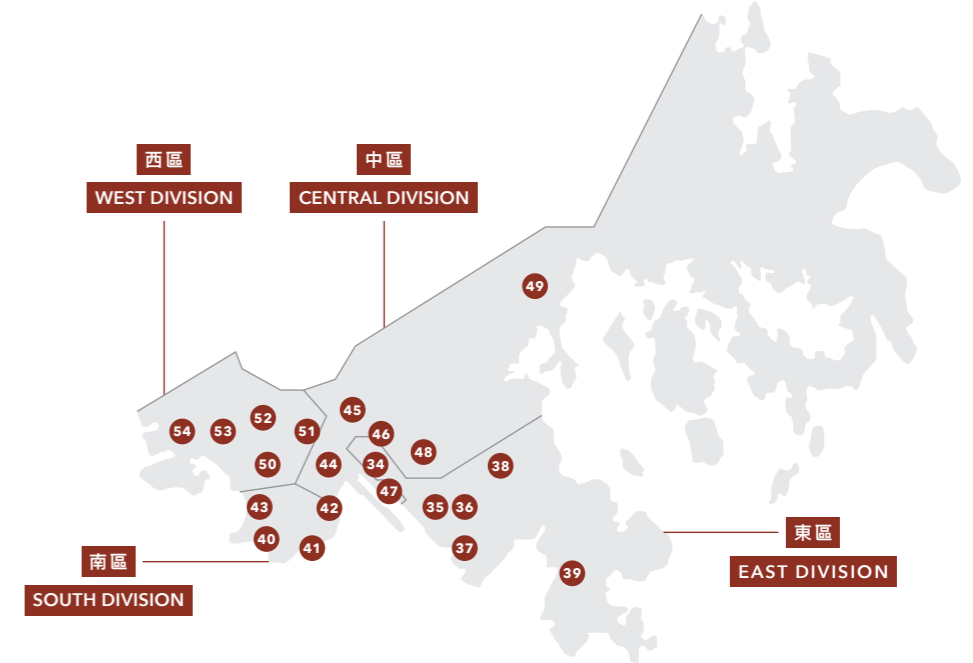 西區
WEST DIVISION
中區
CENTRAL DIVISION
49
45
52
54
53
51
46
48
50
44
34
38
47
43
42
35
36
40
41
37
東區
EAST DIVISION
南區
SOUTH DIVISION
39